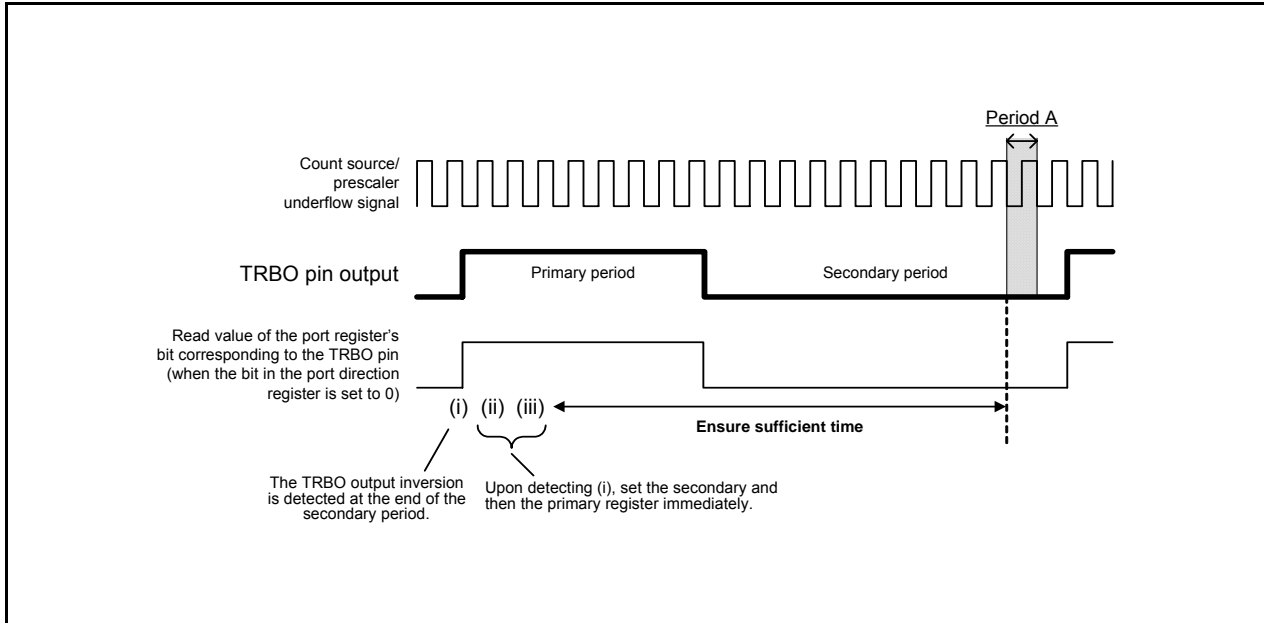 Period A
Count source/
prescaler
underflow signal
TRBO pin output
Primary period
Secondary period
Read value of the port register's
bit corresponding to the TRBO pin
(when the bit in the port direction
register is set to 0)
(i) (ii) (iii)
Ensure sufficient time
The TRBO output inversion
is detected at the end of the
secondary period.
Upon detecting (i), set the secondary and
then the primary register immediately.